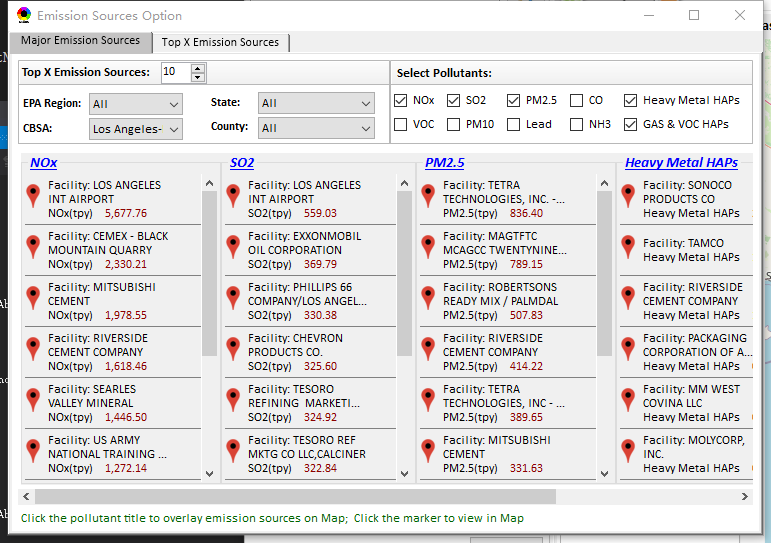 Emission Sources Option
Major Emission Sources
Top X Emission Sources
Top X Emission Sources: 10
Select Pollutants:
EPA Region: All
State: All
NOx SO2 PM2.5 CO Heavy Metal HAPs
CBSA: Los Angeles-
County: All
VOC PM10 Lead NH3 GAS & VOC HAPs
NOx
Facility: LOS ANGELES
INT AIRPORT
NOx(tpy) 5,677.76
Facility: CEMEX - BLACK
MOUNTAIN QUARRY
NOx(tpy) 2,330.21
Facility: MITSUBISHI
CEMENT
NOx(tpy) 1,978.55
Facility: RIVERSIDE
CEMENT COMPANY
NOx(tpy) 1,618.46
Facility: SEARLES
VALLEY MINERAL
NOx(tpy) 1,446.50
Facility: US ARMY
NATIONAL TRAINING ...
NOx(tpy) 1,272.14
SO2
Facility: LOS ANGELES
INT AIRPORT
SO2(tpy) 559.03
Facility: EXXONMOBIL
OIL CORPORATION
SO2(tpy) 369.79
Facility: PHILLIPS 66
COMPANY/LOS ANGEL...
SO2(tpy) 330.38
Facility: CHEVRON
PRODUCTS CO.
SO2(tpy) 325.60
Facility: TESORO
REFINING MARKETI...
SO2(tpy) 324.92
Facility: TESORO REF
MKTG CO LLC,CALCINER
SO2(tpy) 322.84
PM2.5
Facility: TETRA
TECHNOLOGIES, INC. -...
PM2.5(tpy) 836.40
Facility: MAGTFTC
MCAGCC TWENTYNINE...
PM2.5(tpy) 789.15
Facility: ROBERTSONS
READY MIX / PALMDAL
PM2.5(tpy) 507.83
Facility: RIVERSIDE
CEMENT COMPANY
PM2.5(tpy) 414.22
Facility: TETRA
TECHNOLOGIES, INC - ...
PM2.5(tpy) 389.65
Facility: MITSUBISHI
CEMENT
PM2.5(tpy) 331.63
Heavy Metal HAPs
Facility: SONOCO
PRODUCTS CO
Heavy Metal HAPs
Facility: TAMCO
Heavy Metal HAPs
Facility: RIVERSIDE
CEMENT COMPANY
Heavy Metal HAPs
Facility: PACKAGING
CORPORATION OF A...
Heavy Metal HAPs
Facility: MM WEST
COVINA LLC
Heavy Metal HAPs
Facility: MOLYCORP,
INC.
Heavy Metal HAPs
Click the pollutant title to overlay emission sources on Map; Click the marker to view in Map